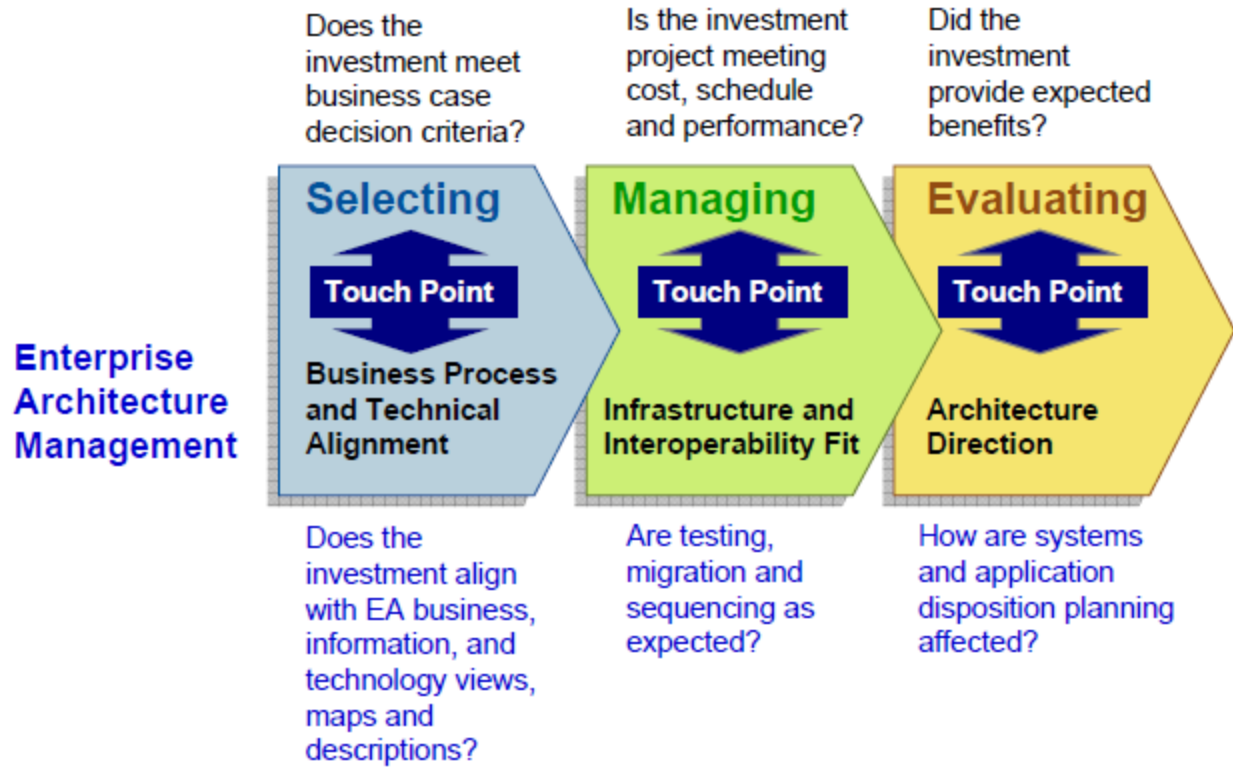 Does the
investment meet
business case
decision criteria?
Is the investment
project meeting
cost, schedule
and performance?
Did the
investment
provide expected
benefits?
Selecting
Managing
Evaluating
Touch Point
Touch Point
Touch Point
Enterprise
Architecture
Management
Business Process
and Technical
Alignment
Infrastructure and
Interoperability Fit
Architecture
Direction
Does the
investment align
with EA business,
information, and
technology views,
maps and
descriptions?
Are testing,
migration and
sequencing as
expected?
How are systems
and application
disposition planning
affected?